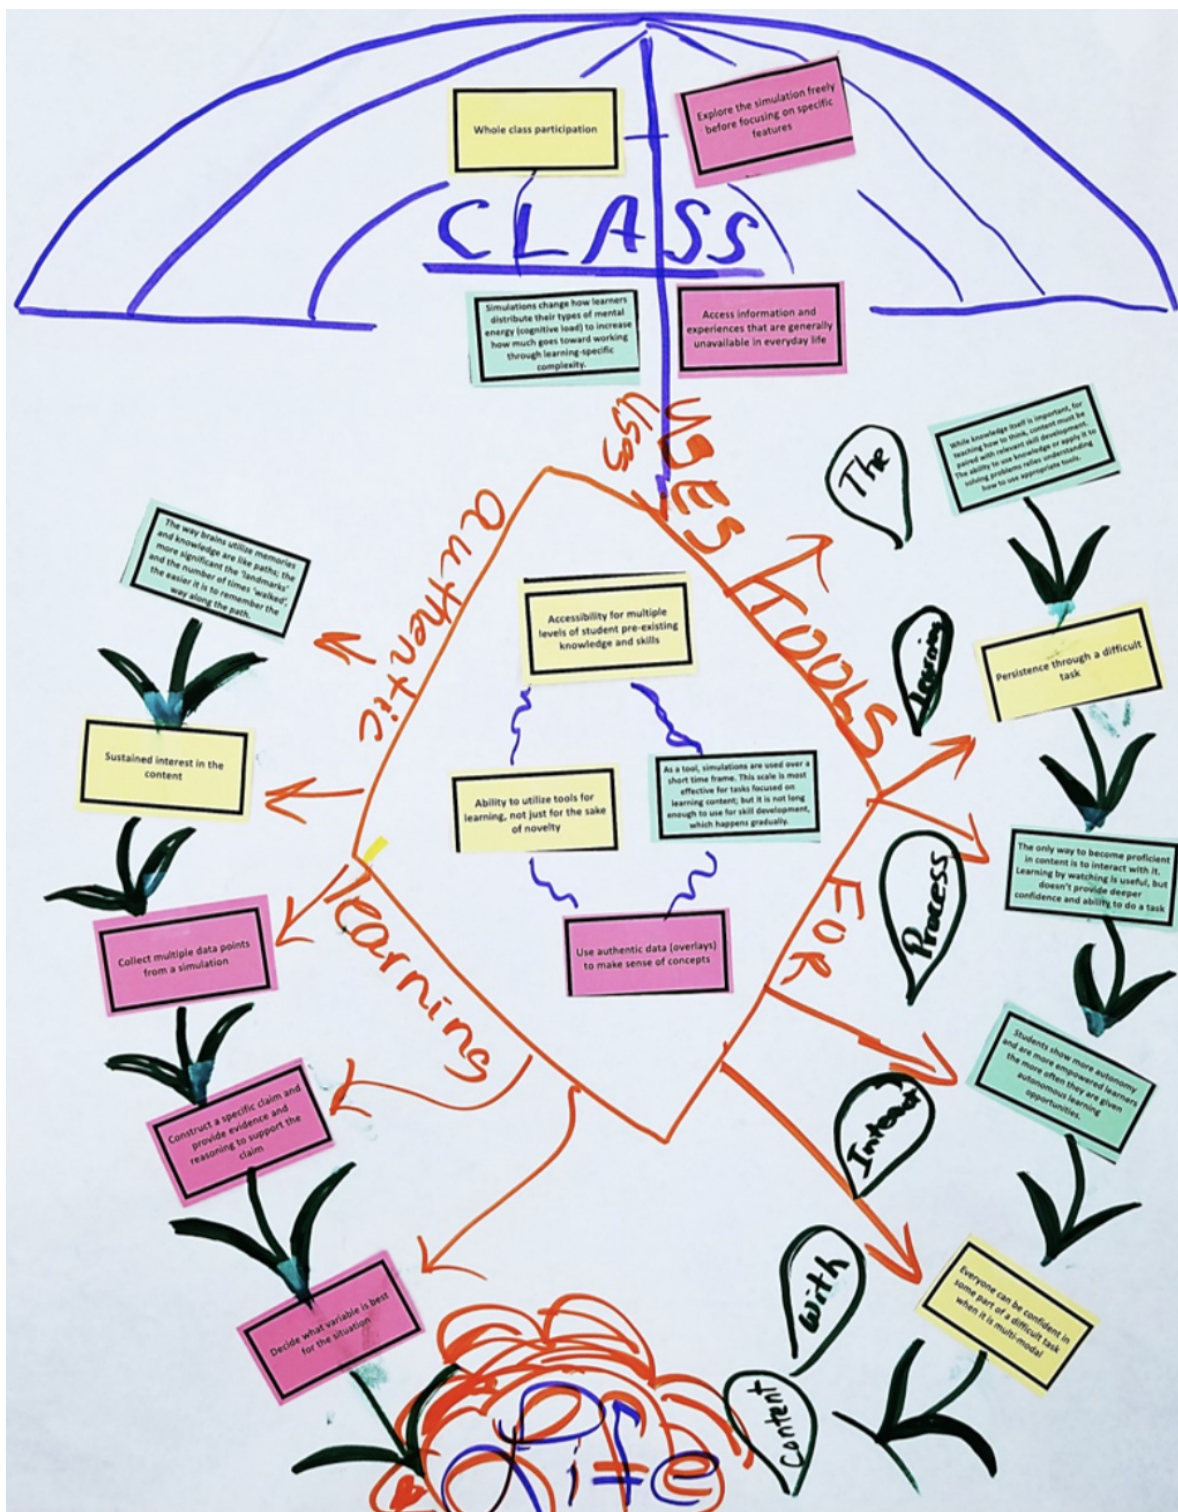 Whole class participation
Explore the simulation freely
before focusing on specific
features
CLASS
Simulations change how learners
distribute their types of mental
energy (cognitive load) to increase
how much goes toward working
through learning-specific
complexity.
Access information and
experiences that are generally
unavailable in everyday life
USES
uses
TOOLS
FOR
authentic
learning
The
Learning
Process
Interact
with
Content
While knowledge itself is important, for
teaching how to think, content must be
paired with relevant skill development.
The ability to use knowledge or apply it to
solving problems relies understanding
how to use appropriate tools.
The way brains utilize memories
and knowledge are like paths; the
more significant the 'landmarks'
and the number of times 'walked',
the easier it is to remember the
way along the path.
Accessibility for multiple
levels of student pre-existing
knowledge and skills
Persistence through a difficult
task
Sustained interest in the
content
Ability to utilize tools for
learning, not just for the sake
of novelty
As a tool, simulations are used over a
short time frame. This scale is most
effective for tasks focused on
learning content; but it is not long
enough to use for skill development,
which happens gradually.
The only way to become proficient
in content is to interact with it.
Learning by watching is useful, but
doesn't provide deeper
confidence and ability to do a task
Collect multiple data points
from a simulation
Use authentic data (overlays)
to make sense of concepts
Students show more autonomy
and are more empowered learners
the more often they are given
autonomous learning
opportunities.
Construct a specific claim and
provide evidence and
reasoning to support the
claim
Decide what variable is best
for the situation
Everyone can be confident in
some part of a difficult task
when it is multi-modal
Life